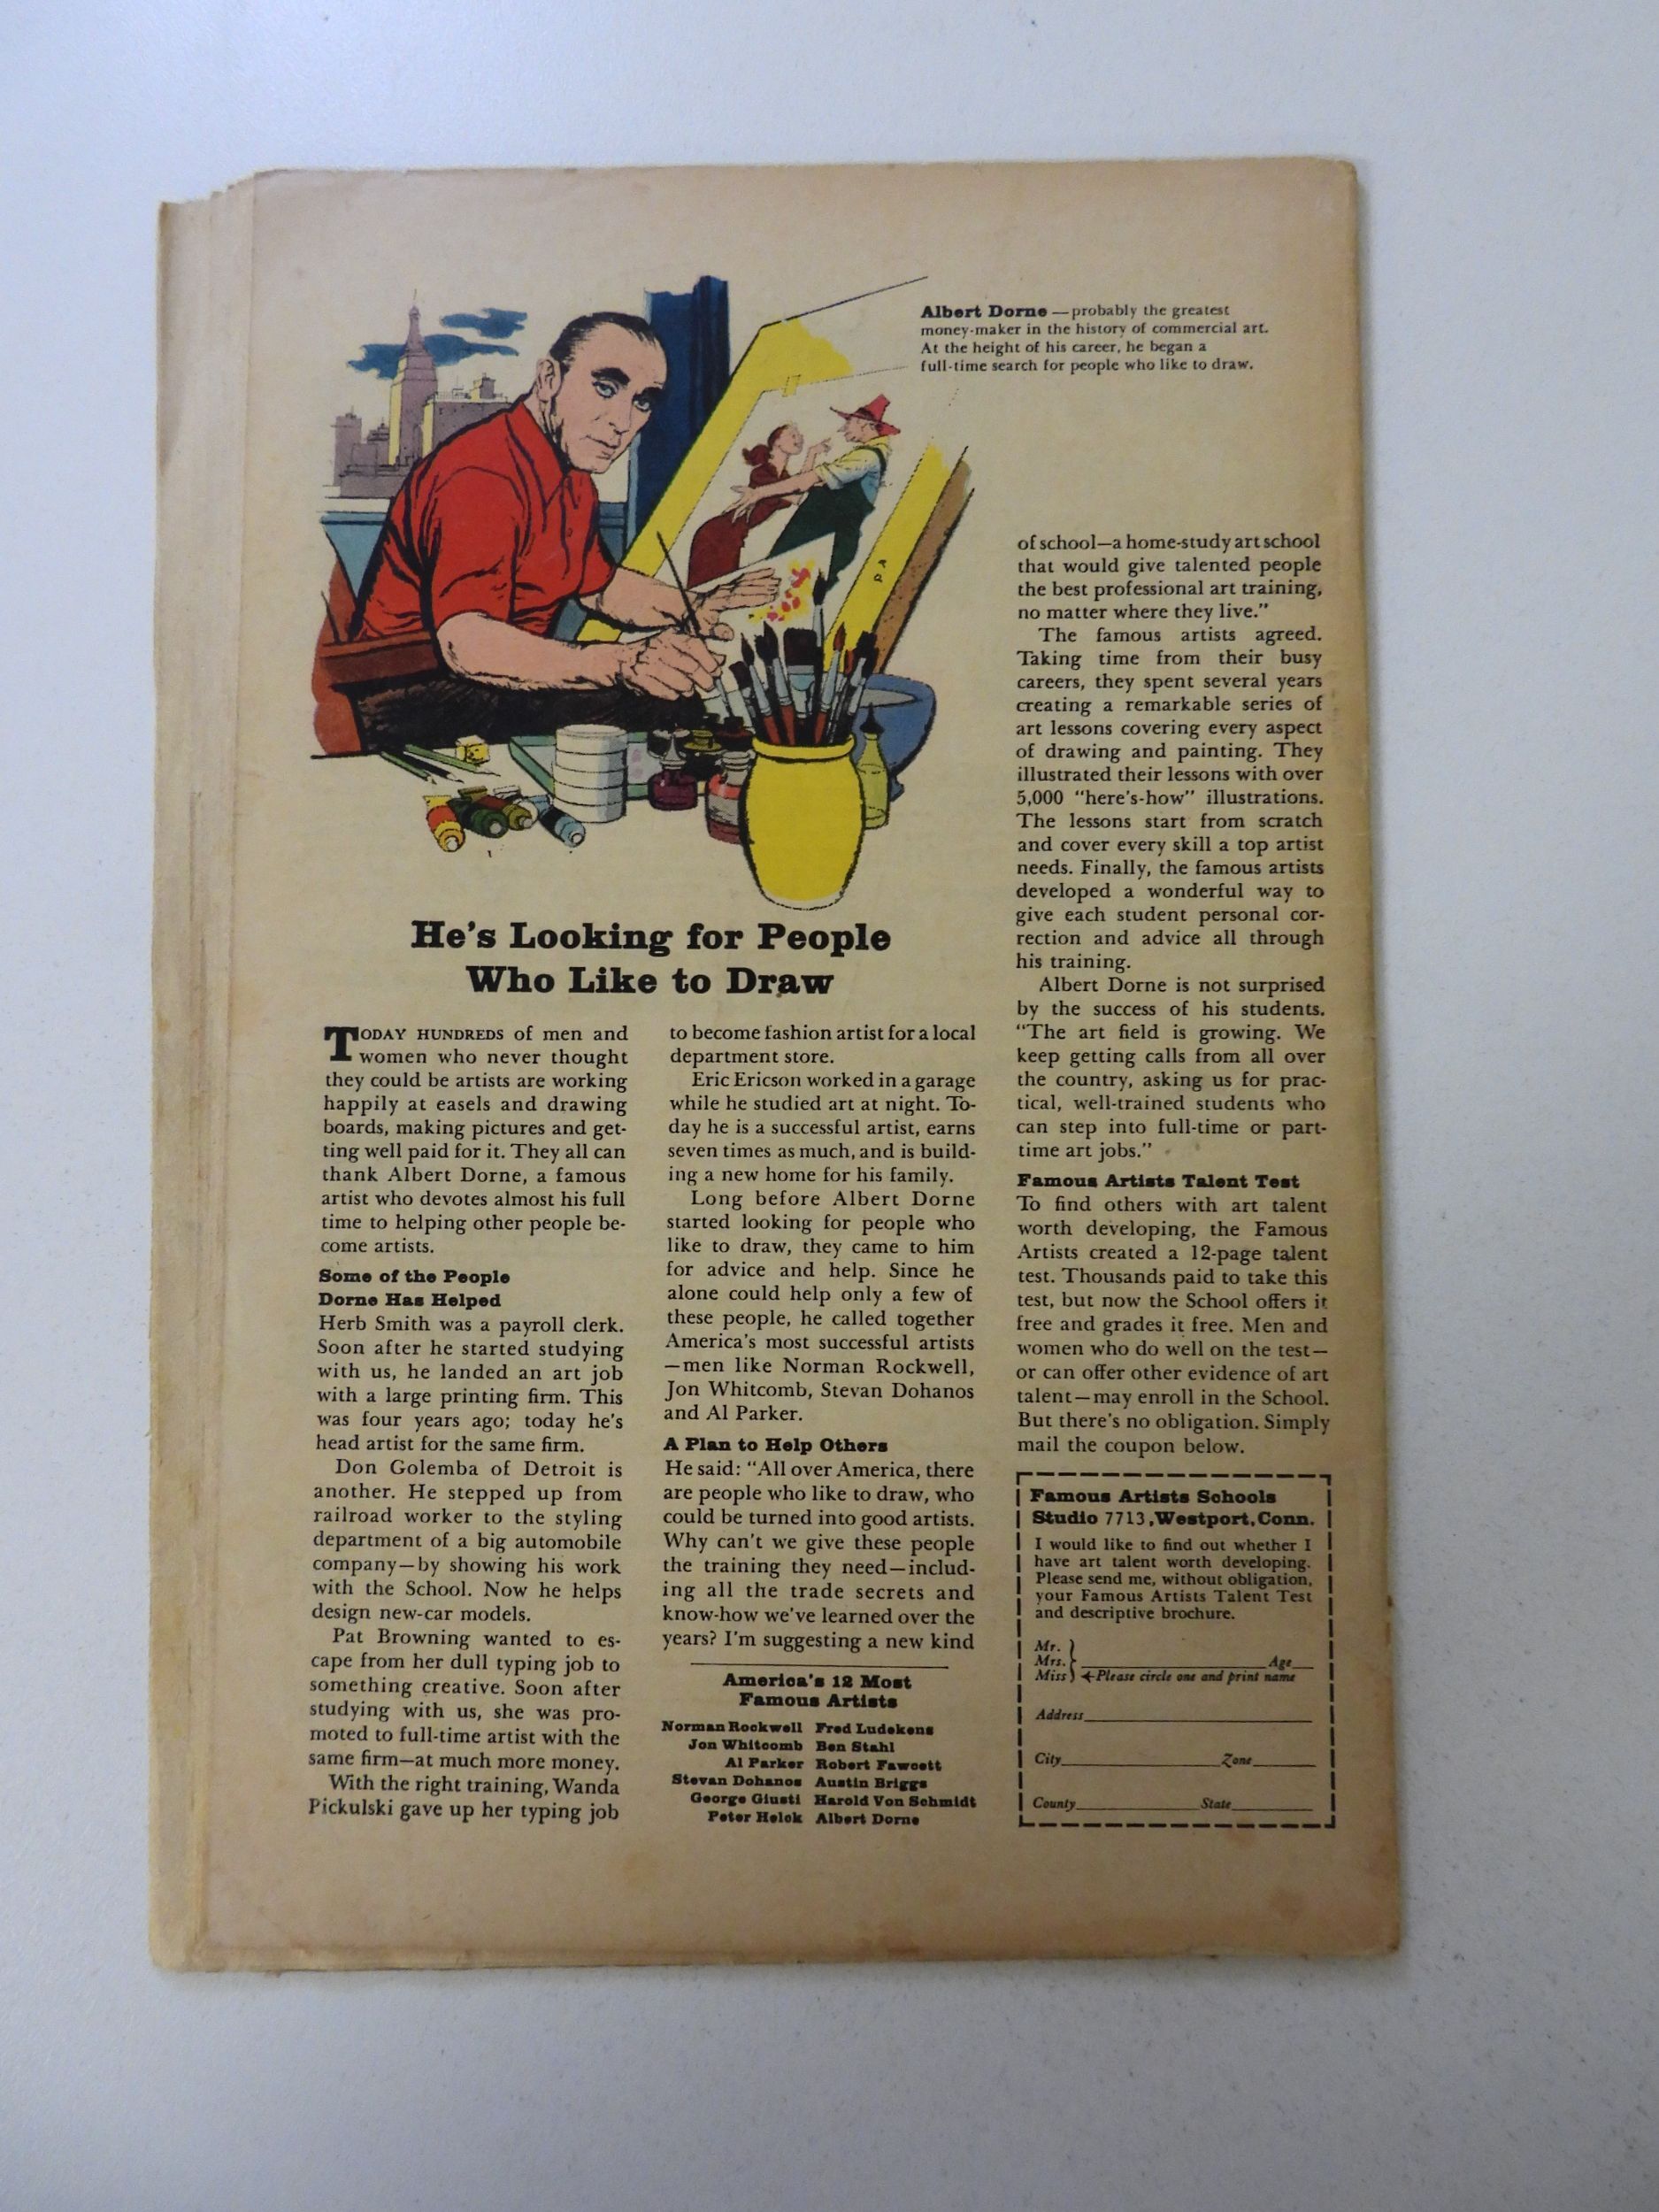 Albert Dorne — probably the greatest
money-maker in the history of commercial art.
At the height of his career, he began a
full-time search for people who like to draw.
He's Looking for People
Who Like to Draw
TODAY HUNDREDS of men and
women who never thought
they could be artists are working
happily at easels and drawing
boards, making pictures and get-
ting well paid for it. They all can
thank Albert Dorne, a famous
artist who devotes almost his full
time to helping other people be-
come artists.
Some of the People
Dorne Has Helped
Herb Smith was a payroll clerk.
Soon after he started studying
with us, he landed an art job
with a large printing firm. This
was four years ago; today he's
head artist for the same firm.
Don Golemba of Detroit is
another. He stepped up from
railroad worker to the styling
department of a big automobile
company—by showing his work
with the School. Now he helps
design new-car models.
Pat Browning wanted to es-
cape from her dull typing job to
something creative. Soon after
studying with us, she was pro-
moted to full-time artist with the
same firm—at much more money.
With the right training, Wanda
Pickulski gave up her typing job
to become fashion artist for a local
department store.
Eric Ericson worked in a garage
while he studied art at night. To-
day he is a successful artist, earns
seven times as much, and is build-
ing a new home for his family.
Long before Albert Dorne
started looking for people who
like to draw, they came to him
for advice and help. Since he
alone could help only a few of
these people, he called together
America's most successful artists
—men like Norman Rockwell,
Jon Whitcomb, Stevan Dohanos
and Al Parker.
A Plan to Help Others
He said: "All over America, there
are people who like to draw, who
could be turned into good artists.
Why can't we give these people
the training they need—includ-
ing all the trade secrets and
know-how we've learned over the
years? I'm suggesting a new kind
America's 12 Most
Famous Artists
Norman Rockwell Fred Ludekens
Jon Whitcomb Ben Stahl
Al Parker Robert Fawcett
Stevan Dohanos Austin Briggs
George Giusti Harold Von Schmidt
Peter Helck Albert Dorne
of school—a home-study art school
that would give talented people
the best professional art training,
no matter where they live."
The famous artists agreed.
Taking time from their busy
careers, they spent several years
creating a remarkable series of
art lessons covering every aspect
of drawing and painting. They
illustrated their lessons with over
5,000 "here's-how" illustrations.
The lessons start from scratch
and cover every skill a top artist
needs. Finally, the famous artists
developed a wonderful way to
give each student personal cor-
rection and advice all through
his training.
Albert Dorne is not surprised
by the success of his students.
"The art field is growing. We
keep getting calls from all over
the country, asking us for prac-
tical, well-trained students who
can step into full-time or part-
time art jobs."
Famous Artists Talent Test
To find others with art talent
worth developing, the Famous
Artists created a 12-page talent
test. Thousands paid to take this
test, but now the School offers it
free and grades it free. Men and
women who do well on the test—
or can offer other evidence of art
talent—may enroll in the School.
But there's no obligation. Simply
mail the coupon below.
Famous Artists Schools
Studio 7713, Westport, Conn.
I would like to find out whether I
have art talent worth developing.
Please send me, without obligation,
your Famous Artists Talent Test
and descriptive brochure.
Mr.
Mrs. Age
Miss ←Please circle one and print name
Address
City Zone
County State